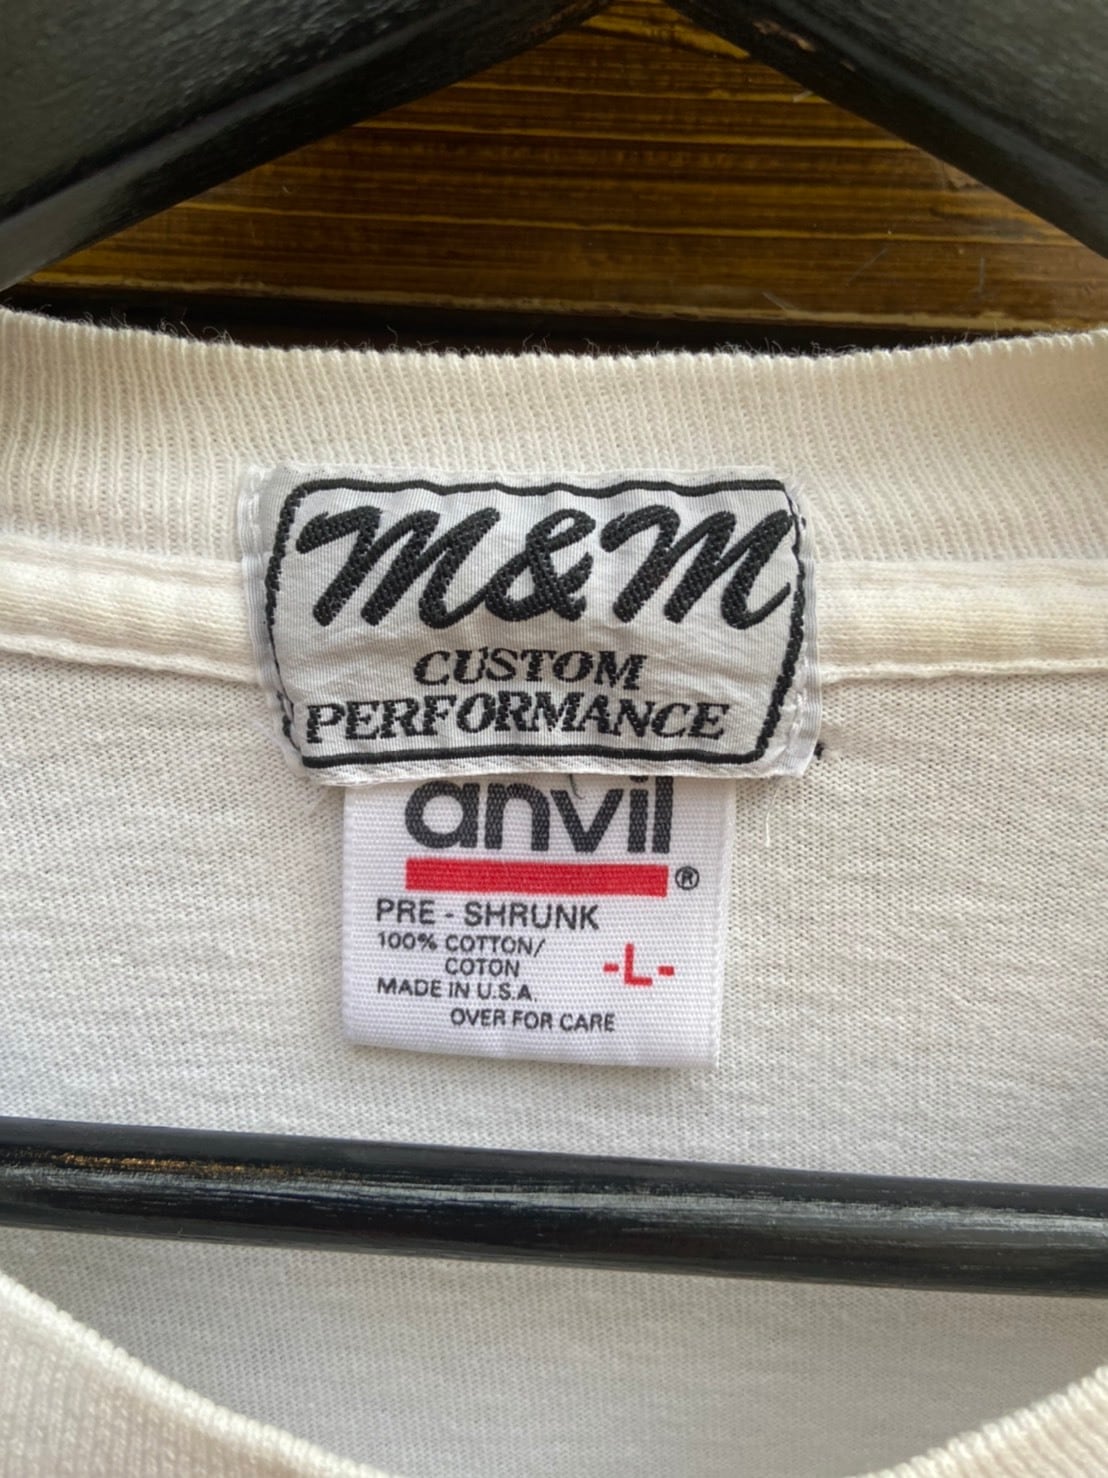 M&M
CUSTOM
PERFORMANCE
anvil®
PRE - SHRUNK
100% COTTON/
COTON
-L-
MADE IN U.S.A.
OVER FOR CARE